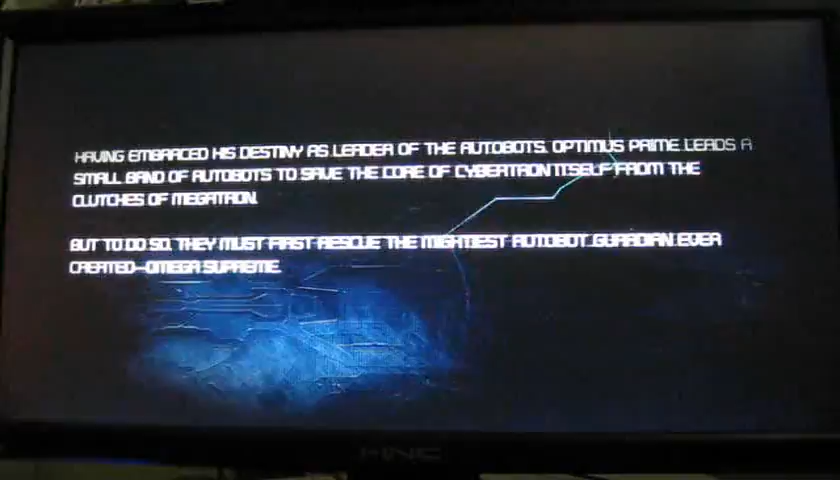 HAVING EMBRACED HIS DESTINY AS LEADER OF THE AUTOBOTS, OPTIMUS PRIME LEADS A
SMALL BAND OF AUTOBOTS TO SAVE THE CORE OF CYBERTRON ITSELF FROM THE
CLUTCHES OF MEGATRON.
BUT TO DO SO, THEY MUST FIRST RESCUE THE MIGHTIEST AUTOBOT GUARDIAN EVER
CREATED—OMEGA SUPREME.
HNC